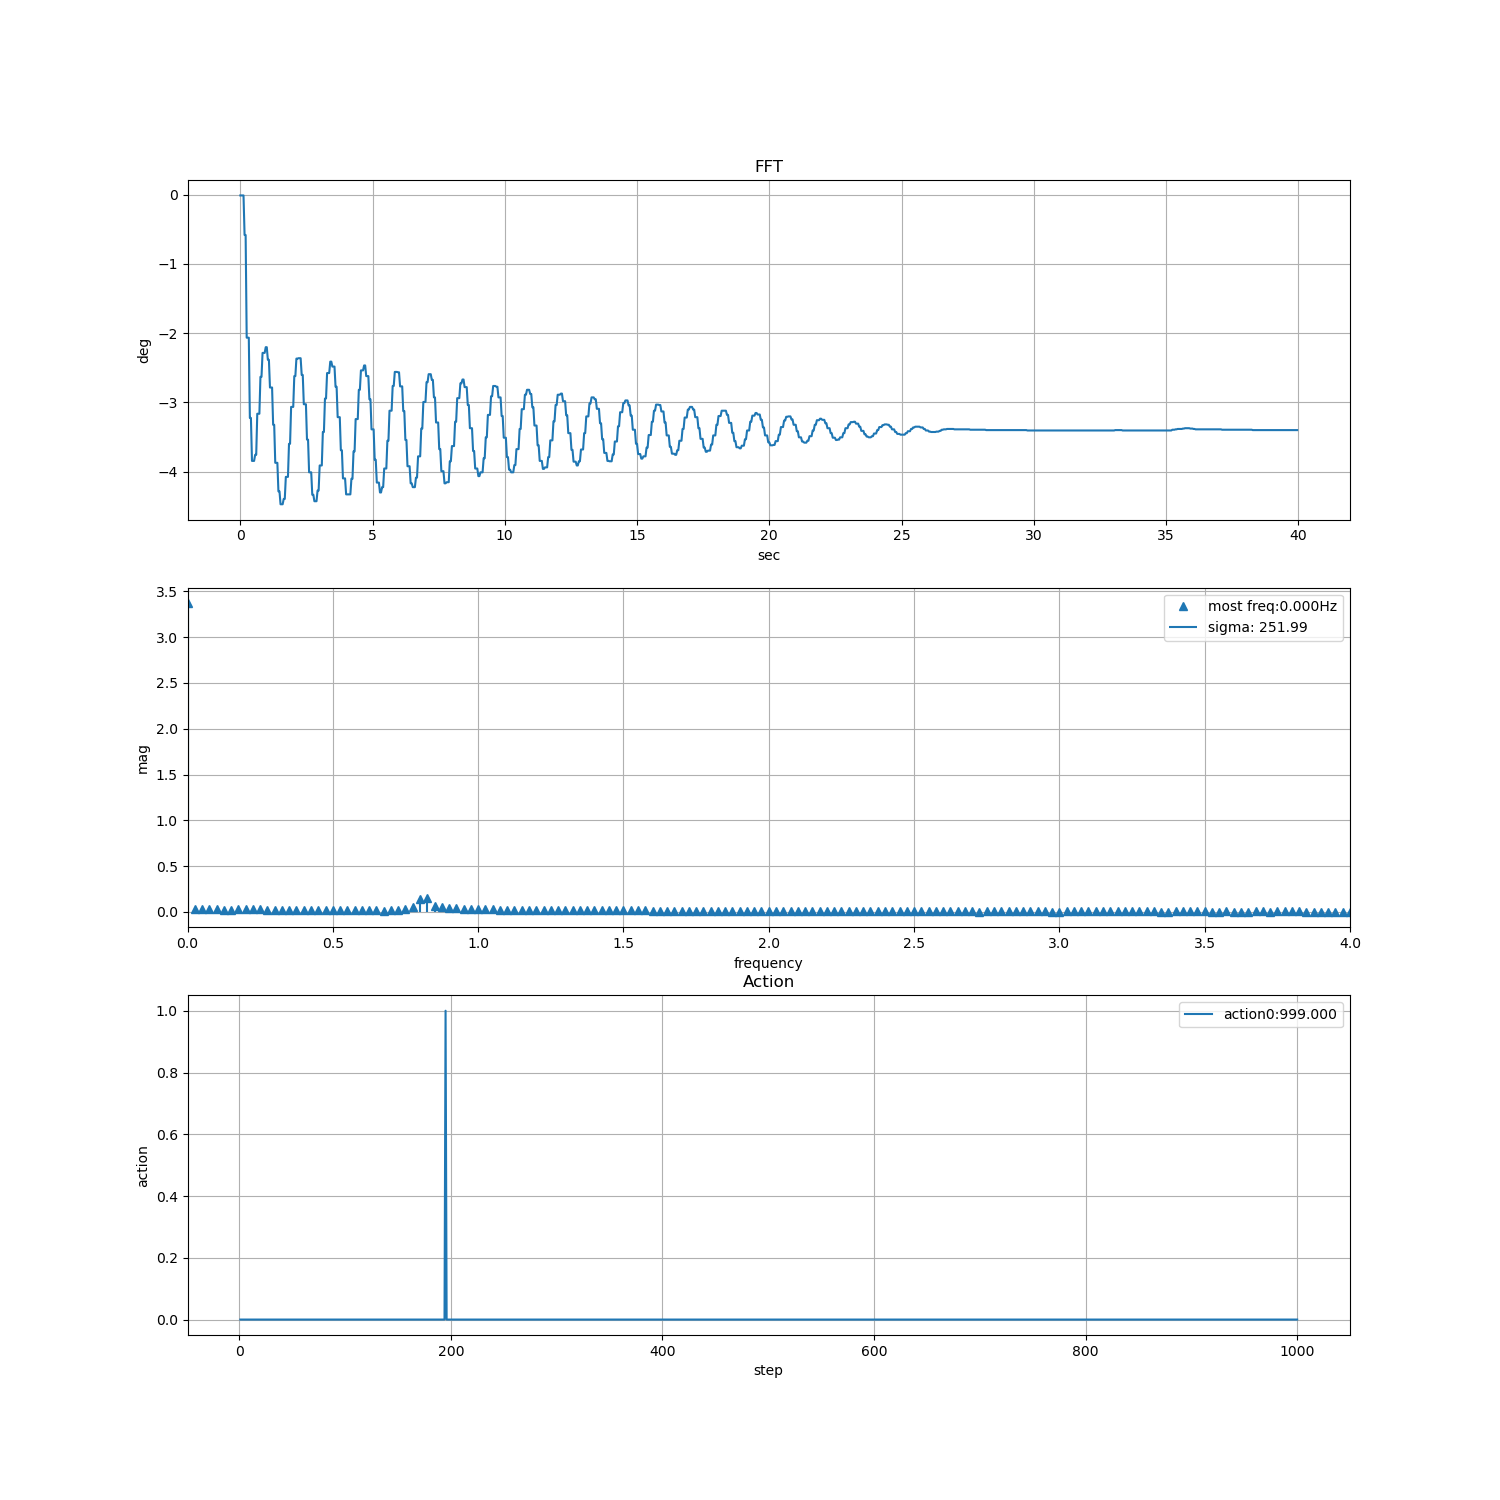 FFT
0
−1
−2
−3
−4
deg
0 5 10 15 20 25 30 35 40
sec
3.5
3.0
2.5
2.0
1.5
1.0
0.5
0.0
mag
most freq:0.000Hz
sigma: 251.99
0.0 0.5 1.0 1.5 2.0 2.5 3.0 3.5 4.0
frequency
Action
1.0
0.8
0.6
0.4
0.2
0.0
action
action0:999.000
0 200 400 600 800 1000
step